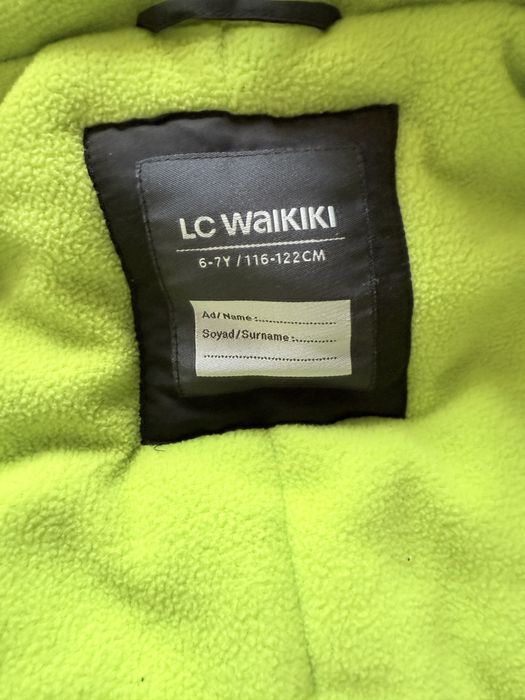 LC WAIKIKI
6-7Y / 116-122CM
Ad/ Name :..................
Soyad/Surname :..........
..............................